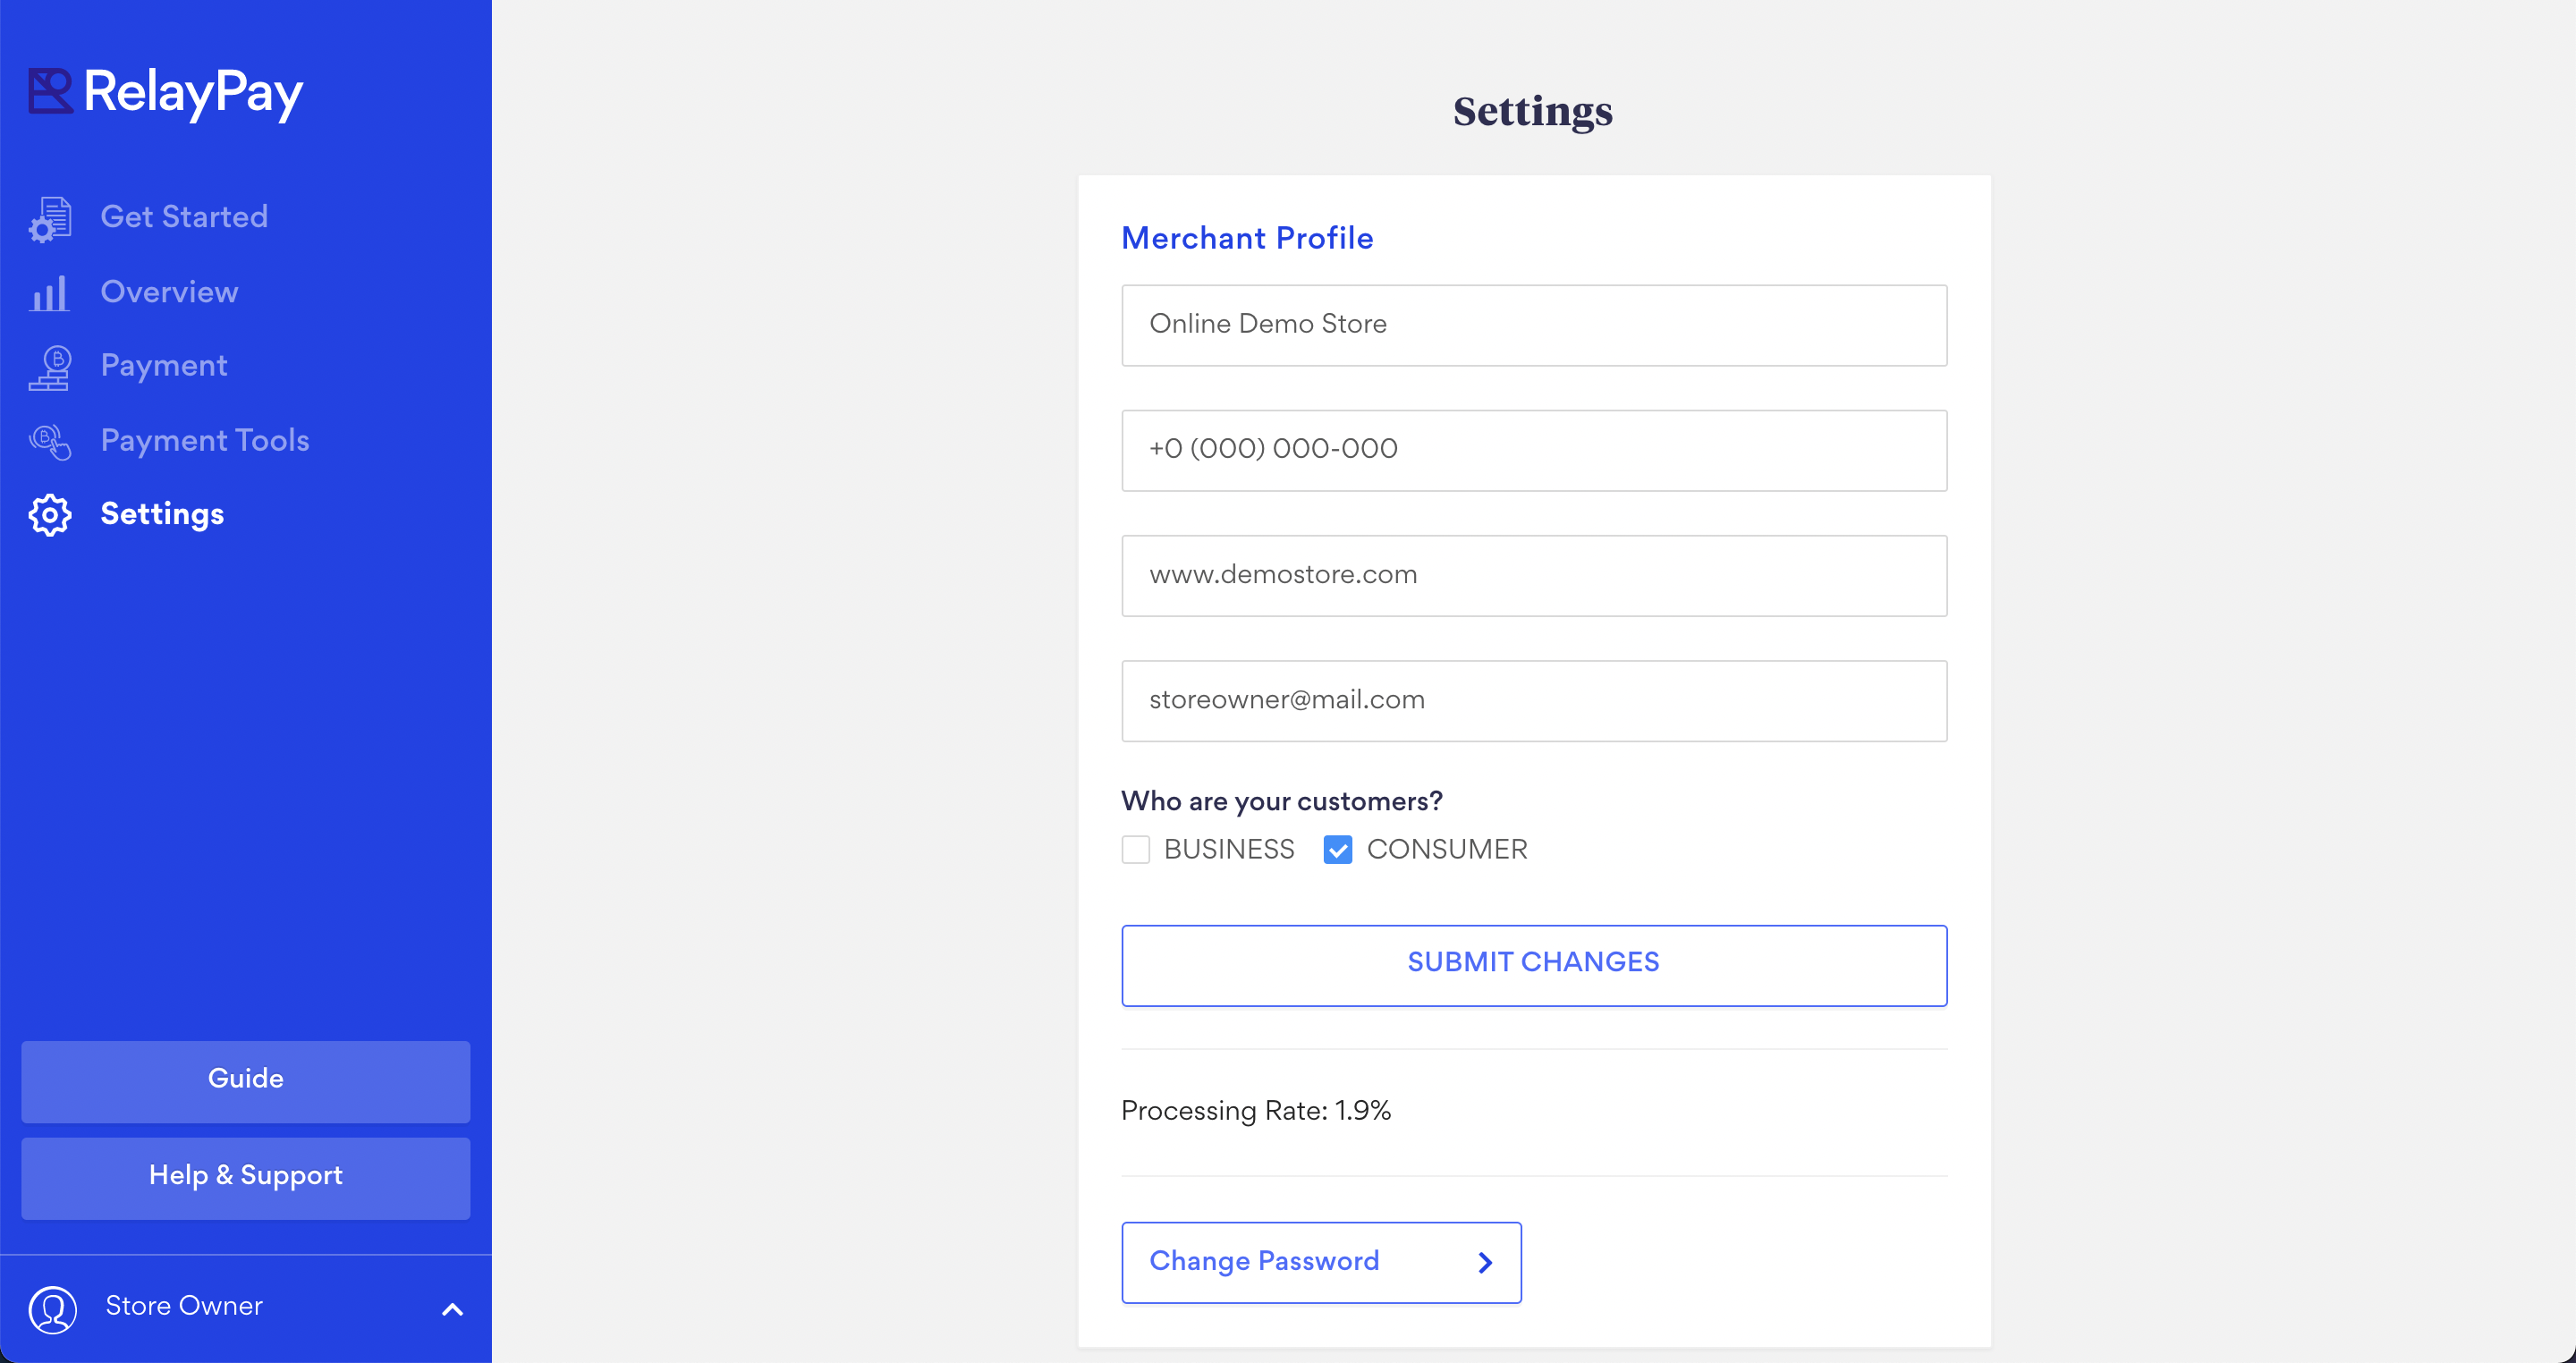 RelayPay
Get Started
Overview
Payment
Payment Tools
Settings
Guide
Help & Support
Store Owner
Settings
Merchant Profile
Online Demo Store
+0 (000) 000-000
www.demostore.com
storeowner@mail.com
Who are your customers?
BUSINESS CONSUMER
SUBMIT CHANGES
Processing Rate: 1.9%
Change Password